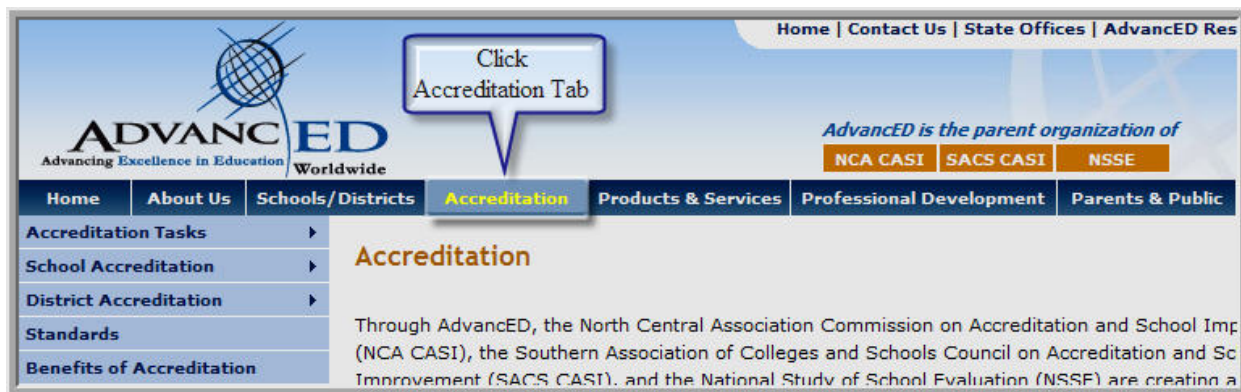 Home | Contact Us | State Offices | AdvancED Res
Click
Accreditation Tab
ADVANCED
Advancing Excellence in Education Worldwide
AdvancED is the parent organization of
NCA CASI SACS CASI NSSE
Home About Us Schools/Districts Accreditation Products & Services Professional Development Parents & Public
Accreditation Tasks
School Accreditation
District Accreditation
Standards
Benefits of Accreditation
Accreditation
Through AdvancED, the North Central Association Commission on Accreditation and School Imp
(NCA CASI), the Southern Association of Colleges and Schools Council on Accreditation and Sc
Improvement (SACS CASI), and the National Study of School Evaluation (NSSE) are creating a